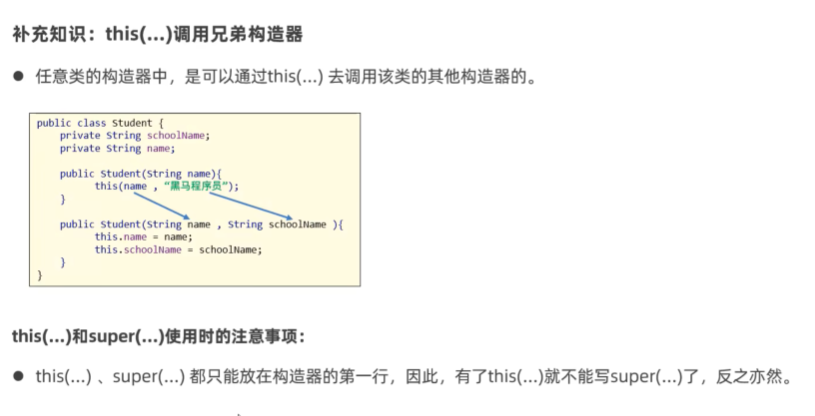 补充知识：this(...)调用兄弟构造器
● 任意类的构造器中，是可以通过this(...) 去调用该类的其他构造器的。
public class Student {
    private String schoolName;
    private String name;
    public Student(String name){
        this(name , “黑马程序员”);
    }
    public Student(String name , String schoolName ){
        this.name = name;
        this.schoolName = schoolName;
    }
}
this(...)和super(...)使用时的注意事项：
● this(...) 、super(...) 都只能放在构造器的第一行，因此，有了this(...)就不能写super(...)了，反之亦然。